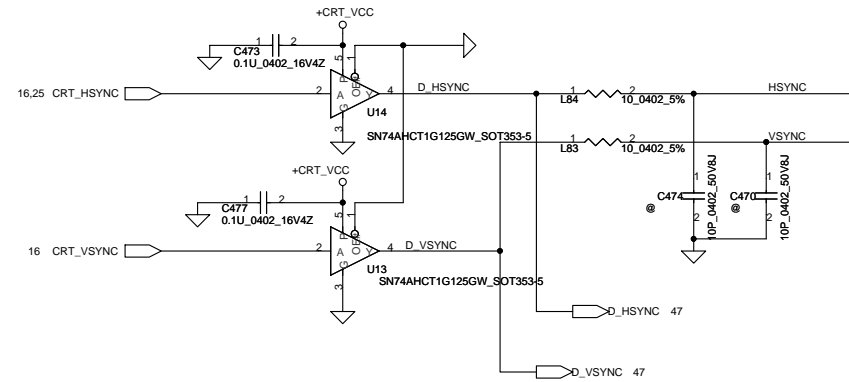 +CRT_VCC
1 2
C473
0.1U_0402_16V4Z
5
1
P
OE#
16,25 CRT_HSYNC
2 A Y 4
D_HSYNC
G
U14
3
SN74AHCT1G125GW_SOT353-5
1 2
L84
10_0402_5%
HSYNC
1 2
L83
10_0402_5%
VSYNC
+CRT_VCC
1 2
C477
0.1U_0402_16V4Z
5
1
P
OE#
16 CRT_VSYNC
2 A Y 4
D_VSYNC
G
U13
3
SN74AHCT1G125GW_SOT353-5
1
C474
@
2
10P_0402_50V8J
1
C470
@
2
10P_0402_50V8J
D_HSYNC 47
D_VSYNC 47